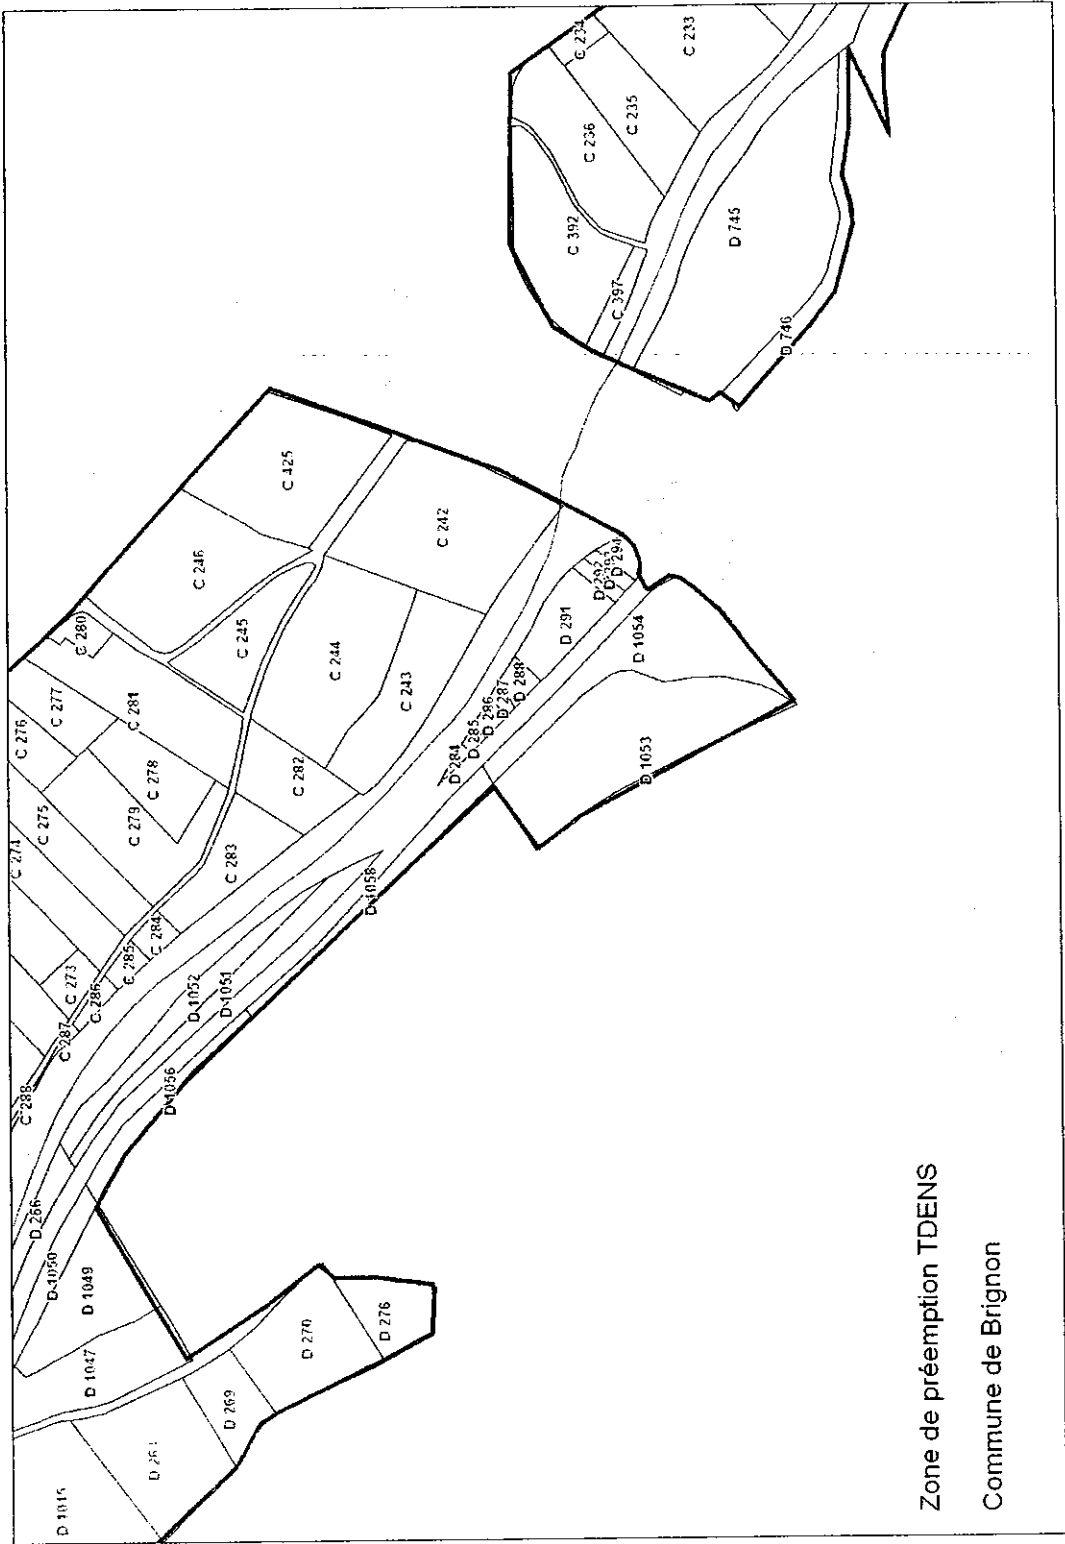 C 234
C 233
C 235
C 236
C 392
D 745
C 397
D 746
C 425
C 242
C 246
D 294
D 291
C 280
C 245
D 1054
C 244
C 277
C 281
C 243
D 288
D 287
D 286
C 276
D 285
D 284
D 1053
C 278
C 282
C 275
C 279
C 274
C 283
D 1058
C 284
C 285
C 273
D 1052
D 1051
C 286
C 287
D 1056
C 288
D 266
D 1050
D 1049
D 276
D 270
D 1047
D 269
D 1015
Zone de préemption TDENS
Commune de Brignon